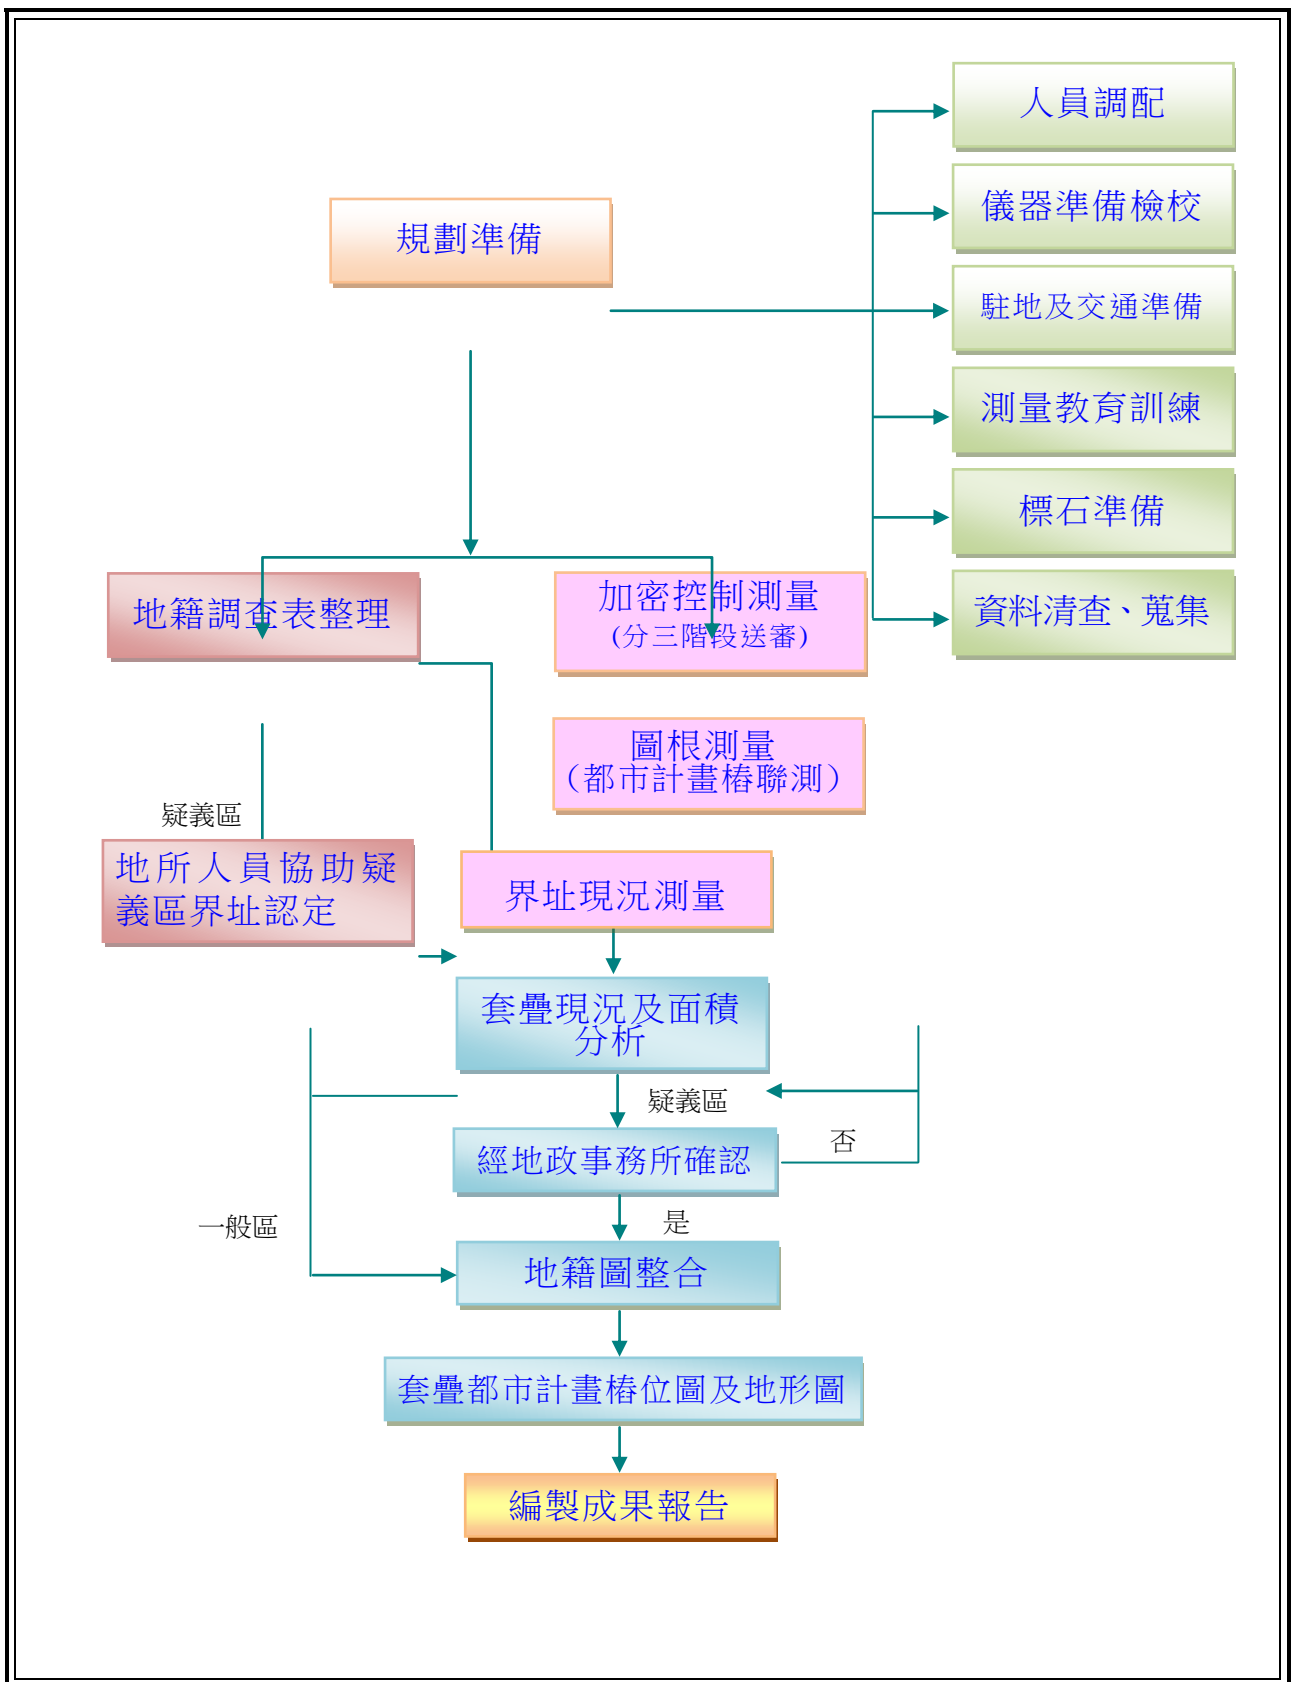 人員調配
儀器準備檢校
規劃準備
駐地及交通準備
測量教育訓練
標石準備
地籍調查表整理
加密控制測量
(分三階段送審)
資料清查、蒐集
圖根測量
（都市計畫樁聯測）
疑義區
地所人員協助疑
義區界址認定
界址現況測量
套疊現況及面積
分析
疑義區
否
經地政事務所確認
是
一般區
地籍圖整合
套疊都市計畫樁位圖及地形圖
編製成果報告